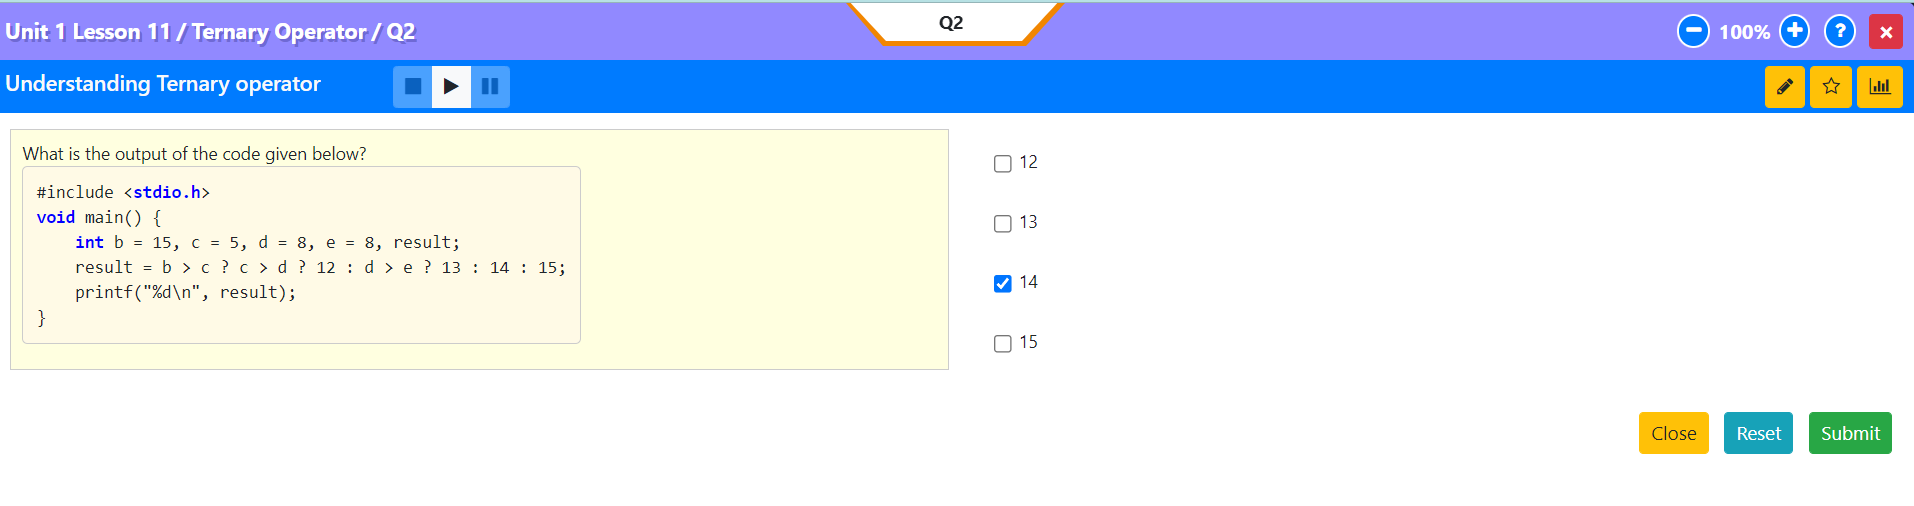 Unit 1 Lesson 11 / Ternary Operator / Q2
Q2
100%
?
Understanding Ternary operator
What is the output of the code given below?
#include <stdio.h>
void main() {
    int b = 15, c = 5, d = 8, e = 8, result;
    result = b > c ? c > d ? 12 : d > e ? 13 : 14 : 15;
    printf("%d\n", result);
}
12
13
14
15
Close
Reset
Submit